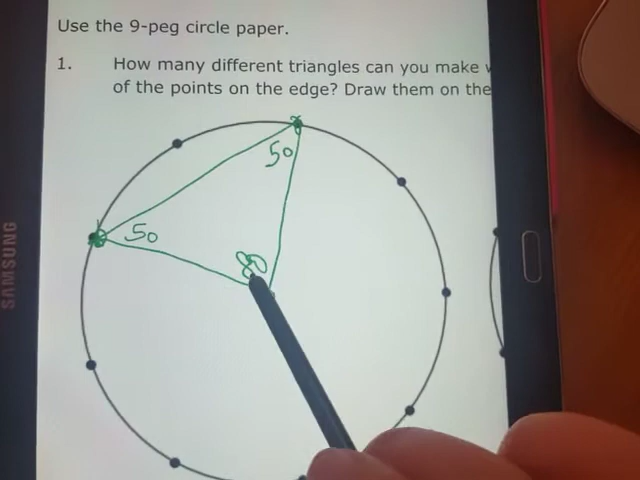 Use the 9-peg circle paper.
1. How many different triangles can you make
of the points on the edge? Draw them on the
50
50
80
SAMSUNG